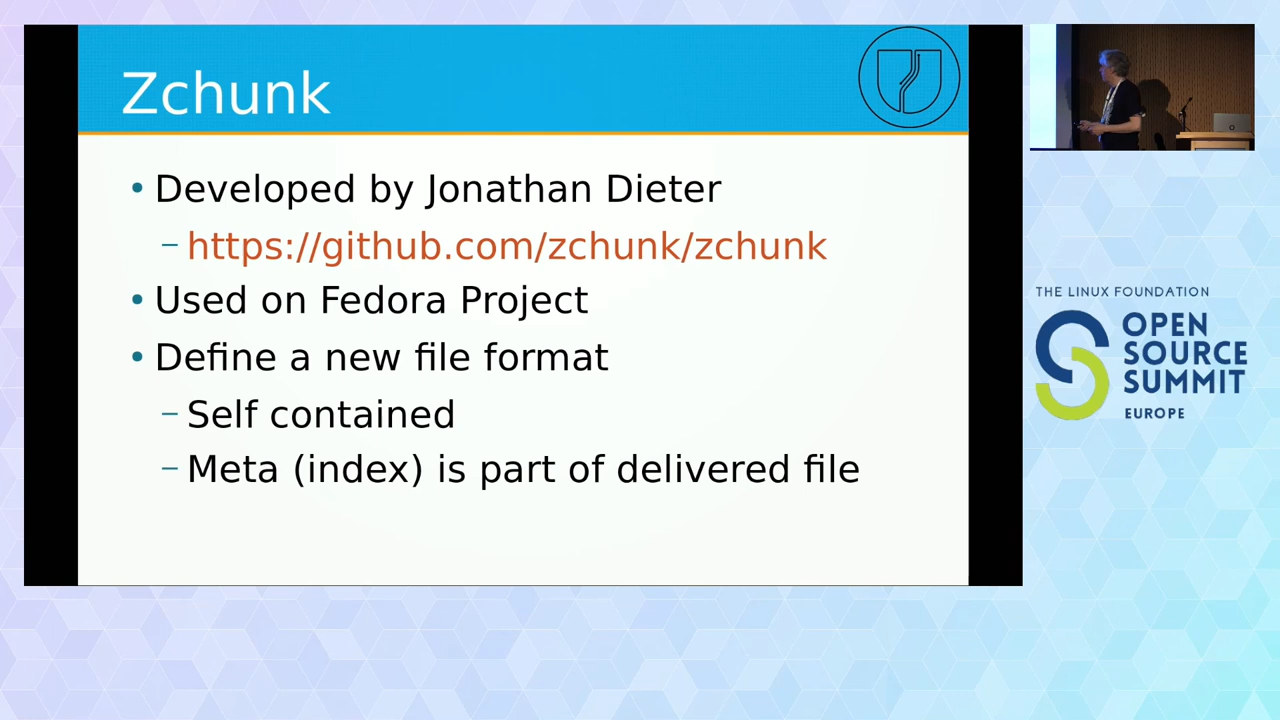 Zchunk
• Developed by Jonathan Dieter
– https://github.com/zchunk/zchunk
• Used on Fedora Project
• Define a new file format
– Self contained
– Meta (index) is part of delivered file
THE LINUX FOUNDATION
OPEN
SOURCE
SUMMIT
EUROPE